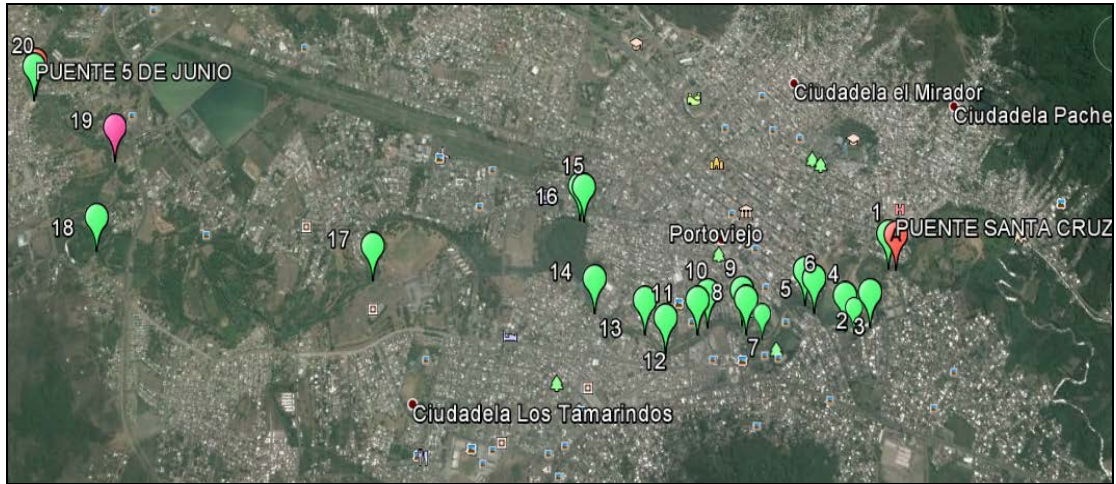 20
PUENTE 5 DE JUNIO
Ciudadela el Mirador
Ciudadela Pache
19
15
16
18
17
1
PUENTE SANTA CRUZ
Portoviejo
14
10
9
6
4
5
11
8
13
2
3
7
12
Ciudadela Los Tamarindos
H